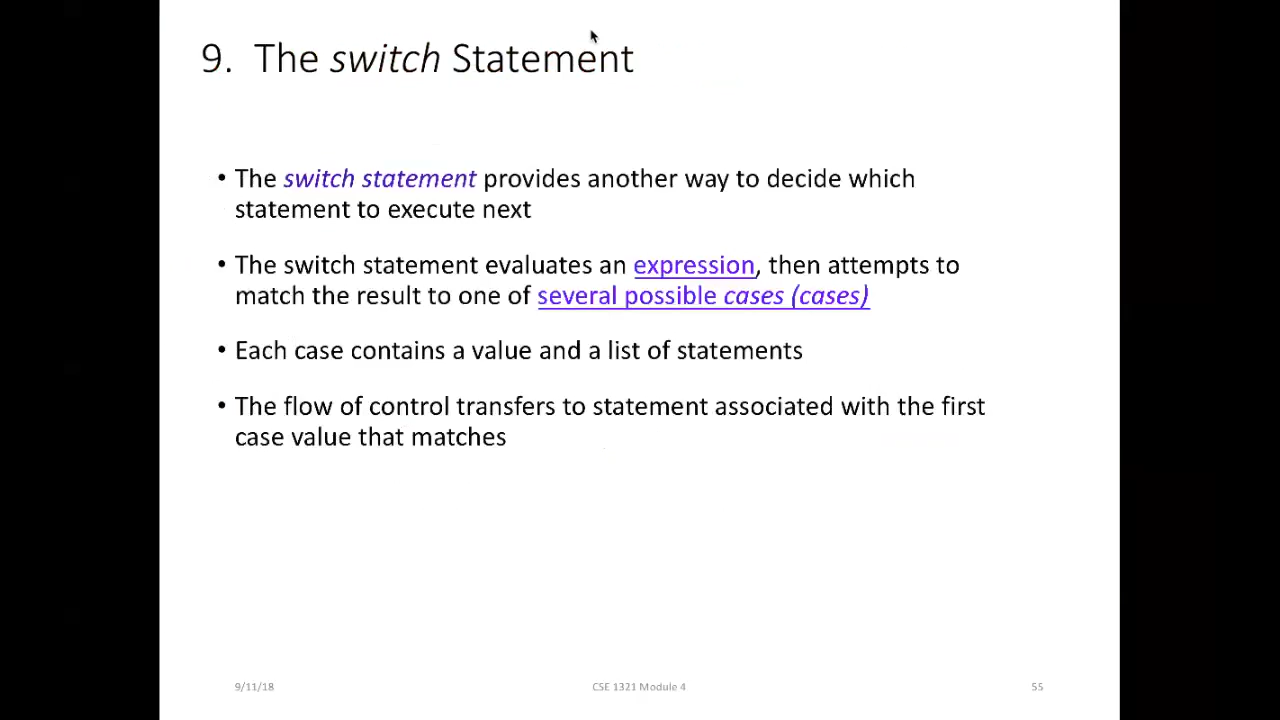 9. The switch Statement
• The switch statement provides another way to decide which
statement to execute next
• The switch statement evaluates an expression, then attempts to
match the result to one of several possible cases (cases)
• Each case contains a value and a list of statements
• The flow of control transfers to statement associated with the first
case value that matches
9/11/18
CSE 1321 Module 4
55